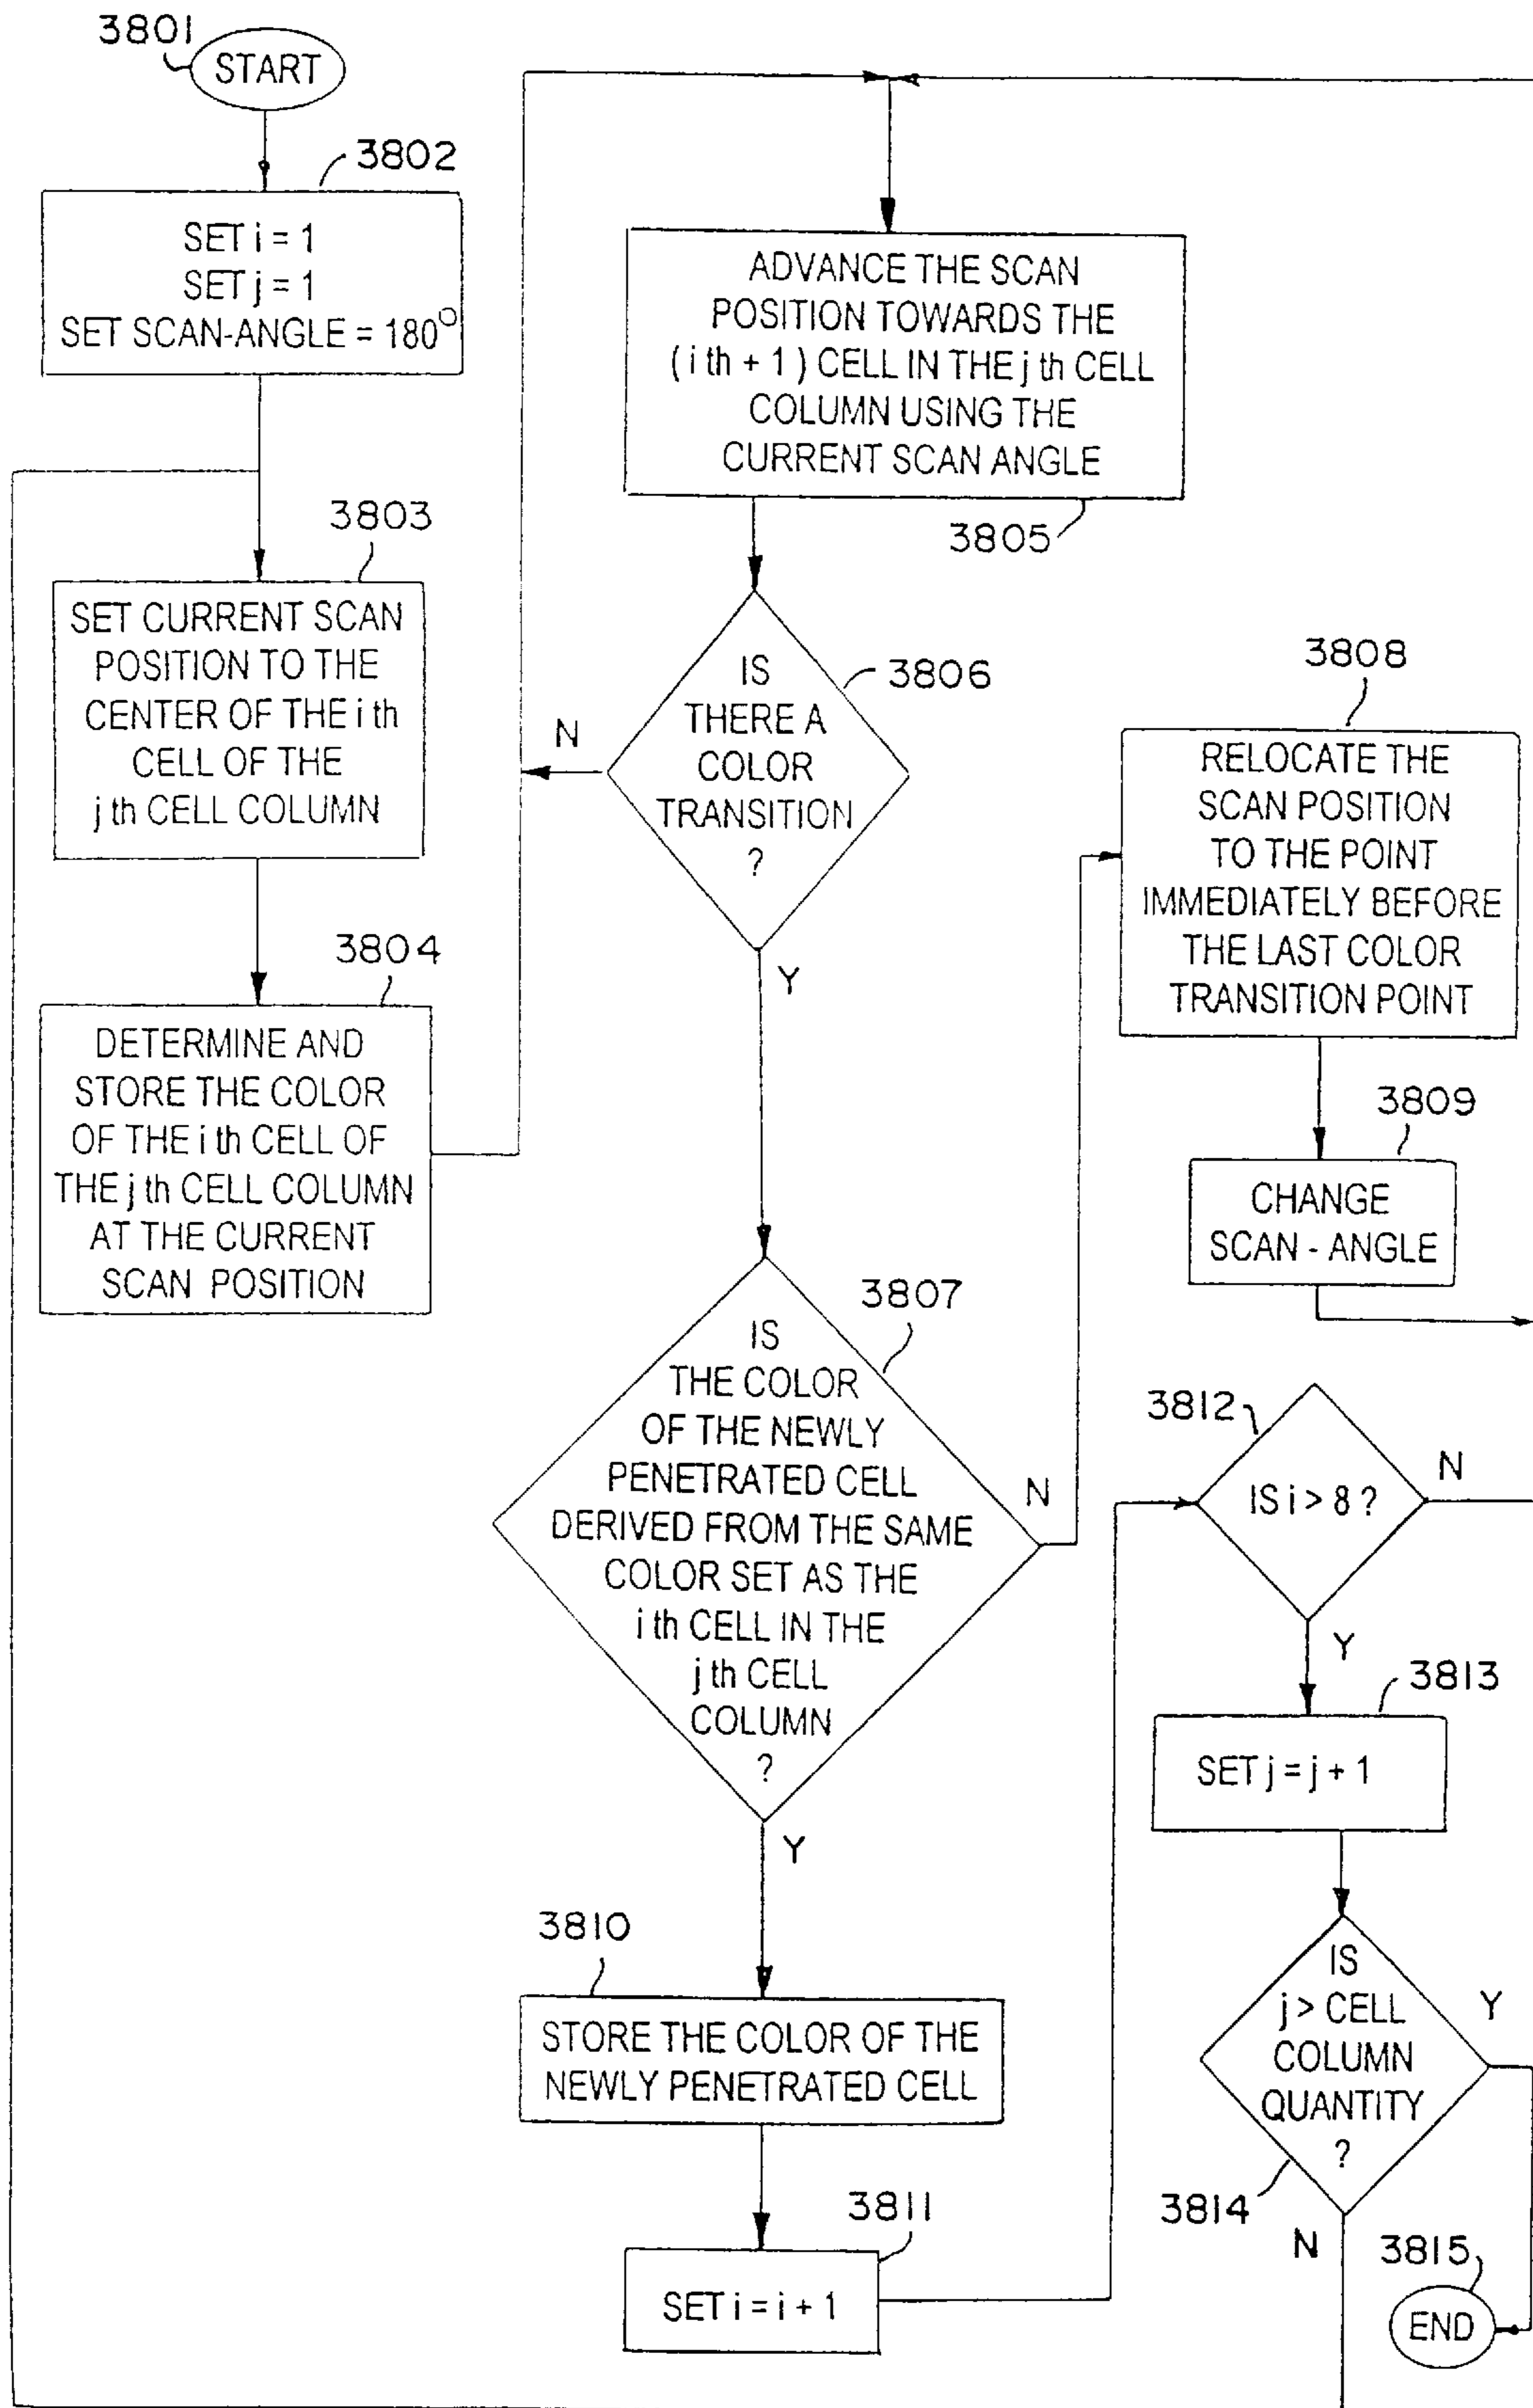 3801
START
3802
SET i = 1
SET j = 1
SET SCAN-ANGLE = 180°
3803
SET CURRENT SCAN
POSITION TO THE
CENTER OF THE i th
CELL OF THE
j th CELL COLUMN
3804
DETERMINE AND
STORE THE COLOR
OF THE i th CELL OF
THE j th CELL COLUMN
AT THE CURRENT
SCAN POSITION
ADVANCE THE SCAN
POSITION TOWARDS THE
( i th + 1 ) CELL IN THE j th CELL
COLUMN USING THE
CURRENT SCAN ANGLE
3805
IS
THERE A
COLOR
TRANSITION
?
3806
N
Y
IS
THE COLOR
OF THE NEWLY
PENETRATED CELL
DERIVED FROM THE SAME
COLOR SET AS THE
i th CELL IN THE
j th CELL
COLUMN
?
3807
N
Y
3808
RELOCATE THE
SCAN POSITION
TO THE POINT
IMMEDIATELY BEFORE
THE LAST COLOR
TRANSITION POINT
3809
CHANGE
SCAN - ANGLE
3810
STORE THE COLOR OF THE
NEWLY PENETRATED CELL
3811
SET i = i + 1
3812
IS i > 8 ?
N
Y
3813
SET j = j + 1
IS
j > CELL
COLUMN
QUANTITY
?
Y
3814
N
3815
END